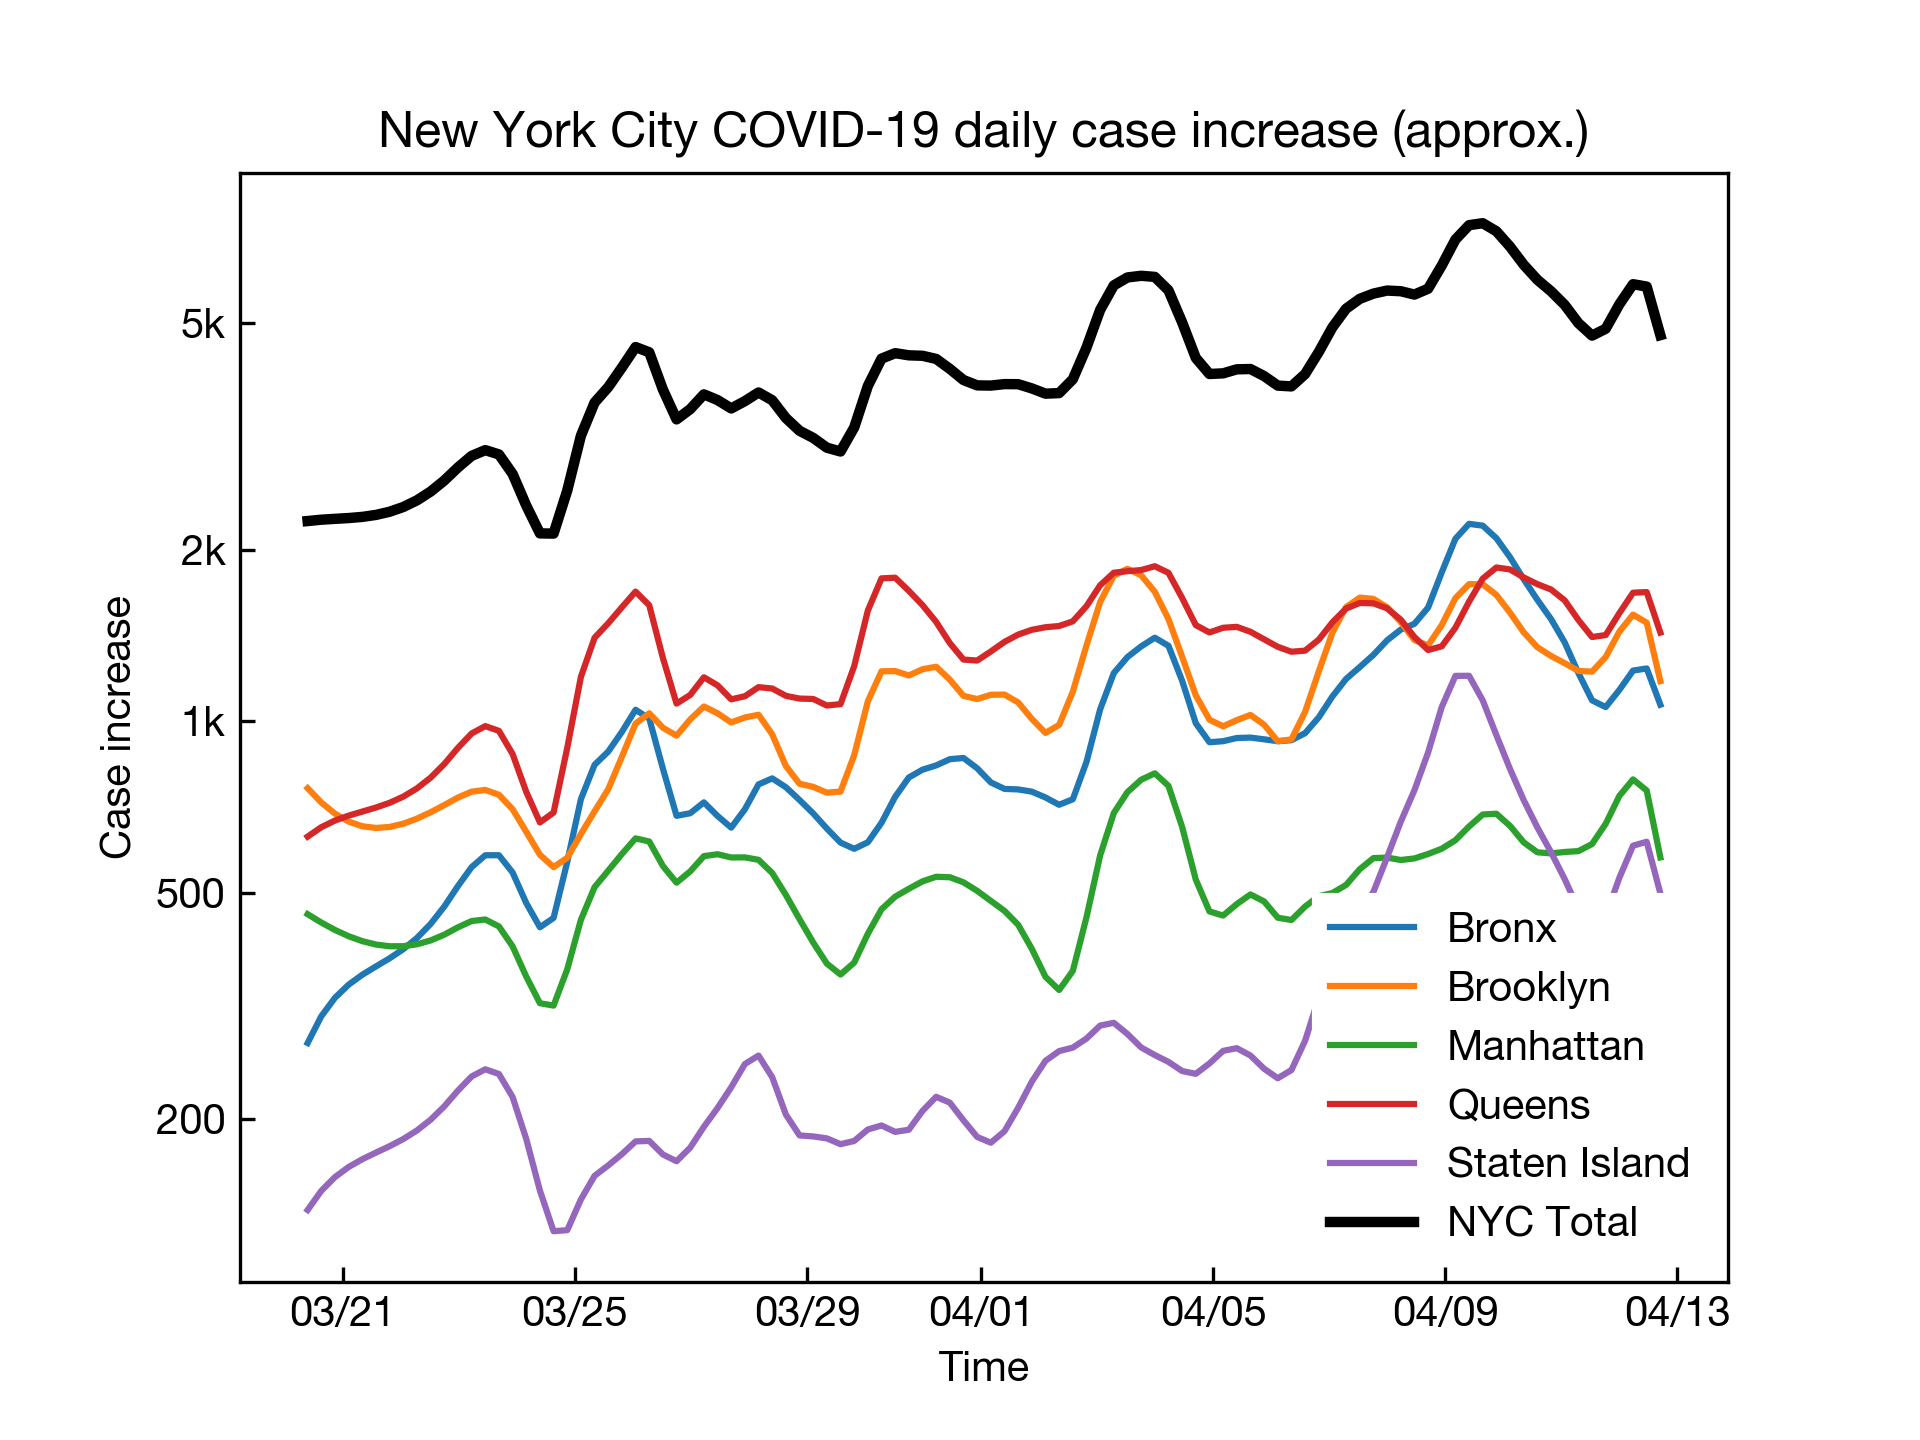 New York City COVID-19 daily case increase (approx.)
Case increase
5k
2k
1k
500
200
Bronx
Brooklyn
Manhattan
Queens
Staten Island
NYC Total
03/21 03/25 03/29 04/01 04/05 04/09 04/13
Time